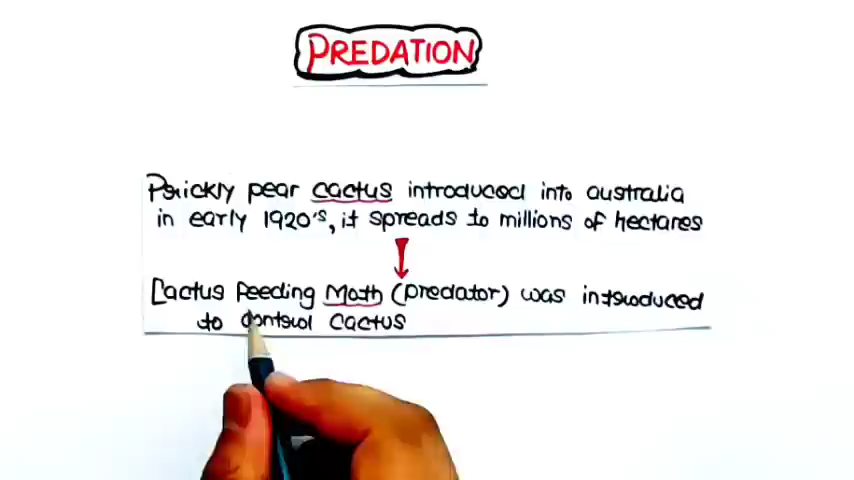 PREDATION
Prickly pear cactus introduced into australia
in early 1920's, it spreads to millions of hectares
Cactus feeding Moth (predator) was introduced
to control cactus